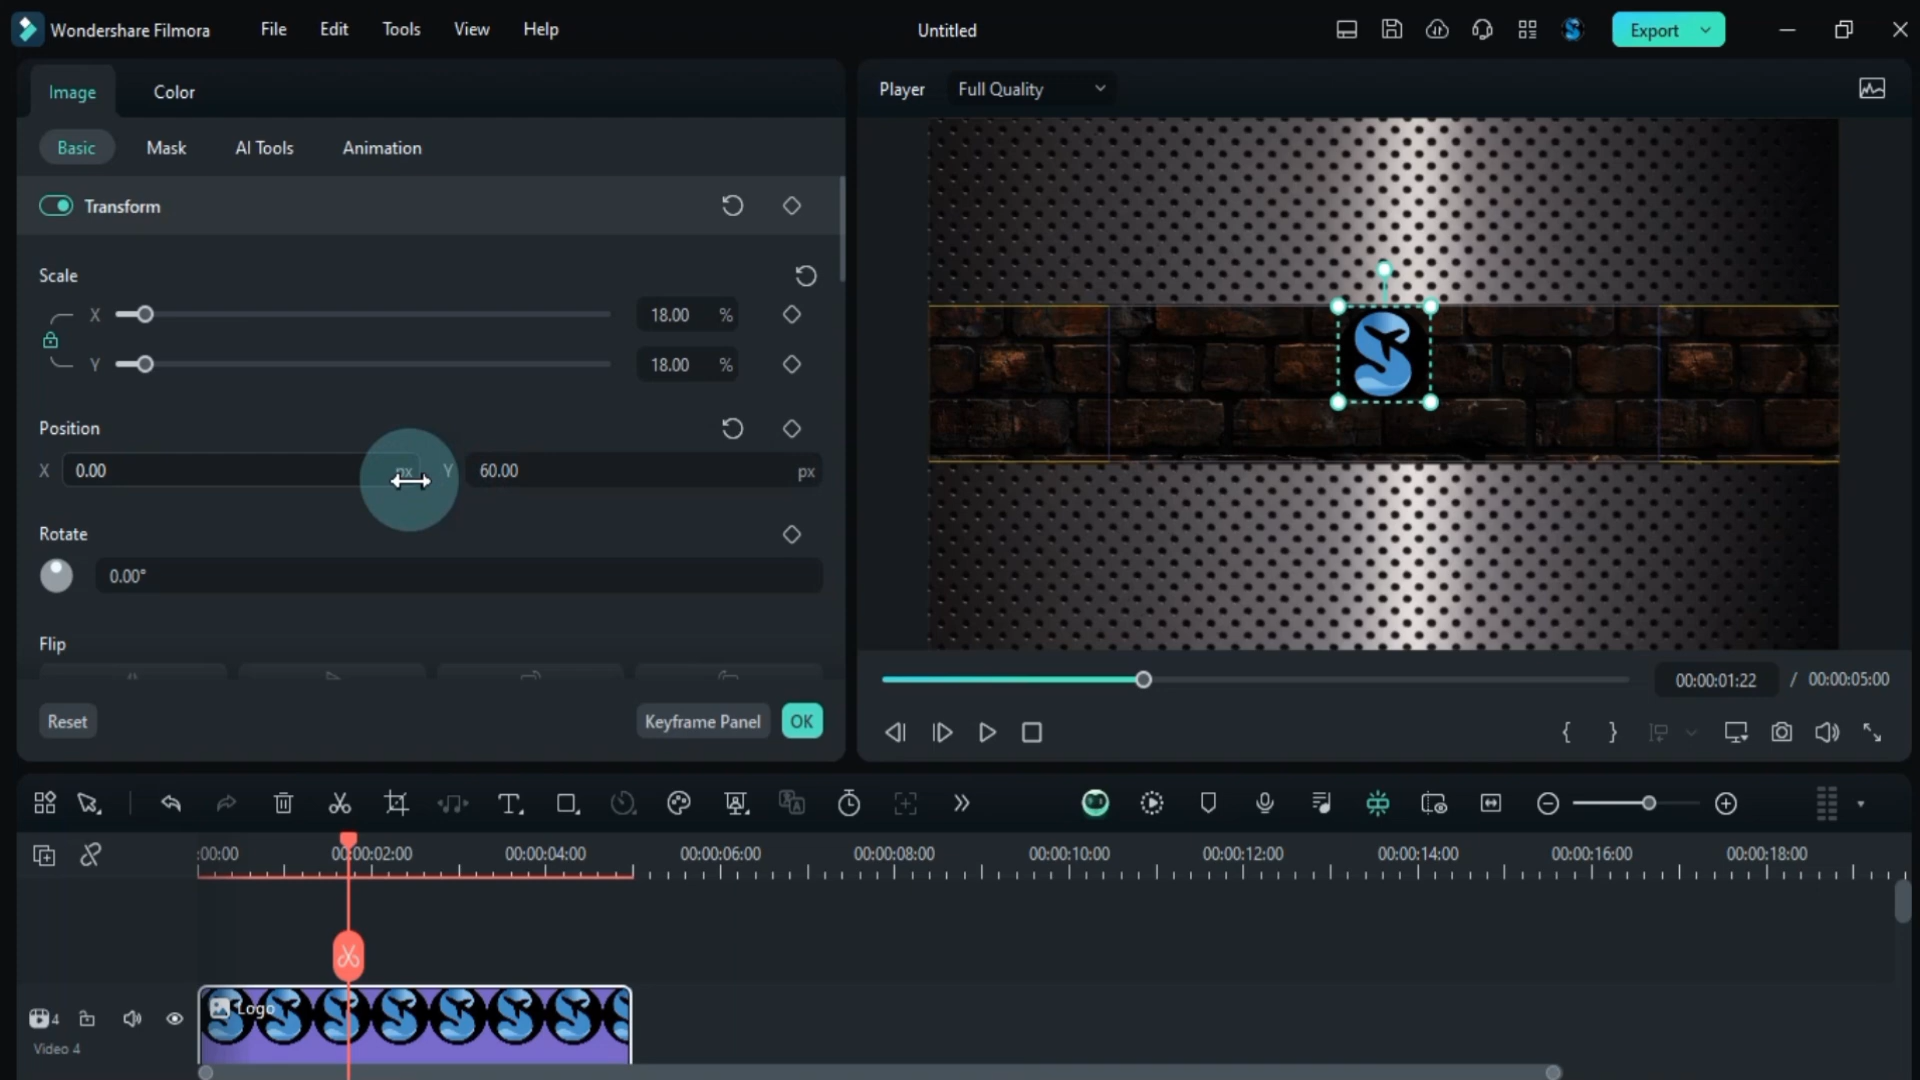 Wondershare Filmora File Edit Tools View Help Untitled Export
Image Color
Basic Mask AI Tools Animation
Transform
Scale
X 18.00 %
Y 18.00 %
Position
X 0.00 px Y 60.00 px
Rotate
0.00°
Flip
Reset Keyframe Panel OK
Player Full Quality
00:00:01:22 / 00:00:05:00
:00:00 00:00:02:00 00:00:04:00 00:00:06:00 00:00:08:00 00:00:10:00 00:00:12:00 00:00:14:00 00:00:16:00 00:00:18:00
4 Logo
Video 4